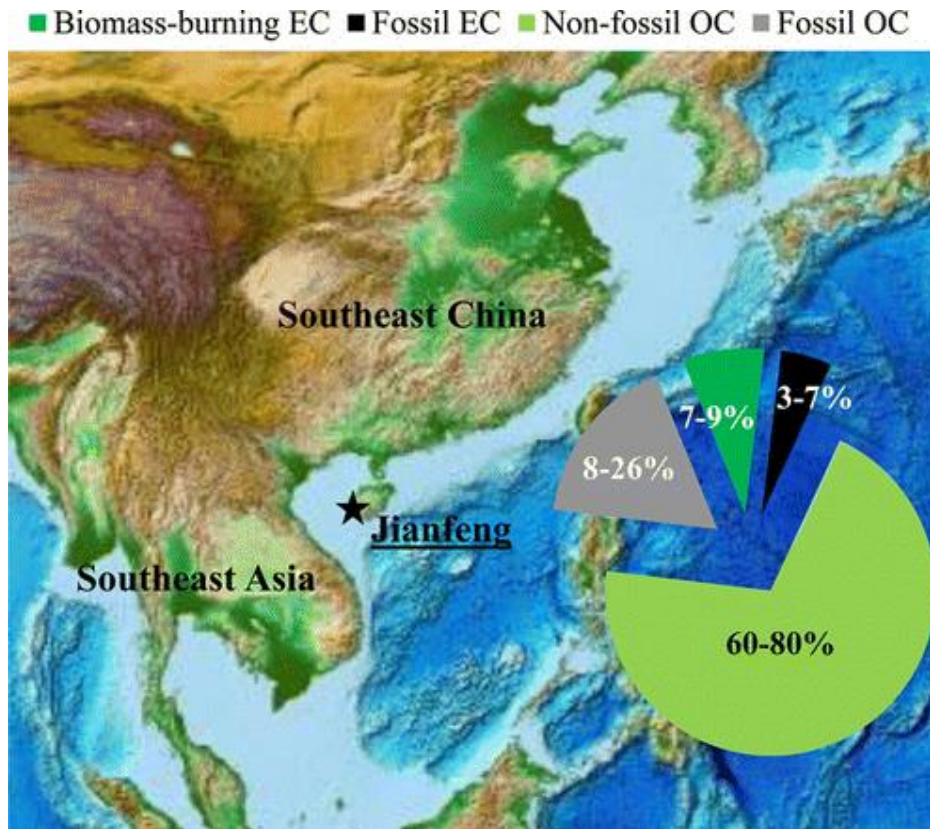 Biomass-burning EC Fossil EC Non-fossil OC Fossil OC
Southeast China
7-9%
3-7%
8-26%
Jianfeng
Southeast Asia
60-80%